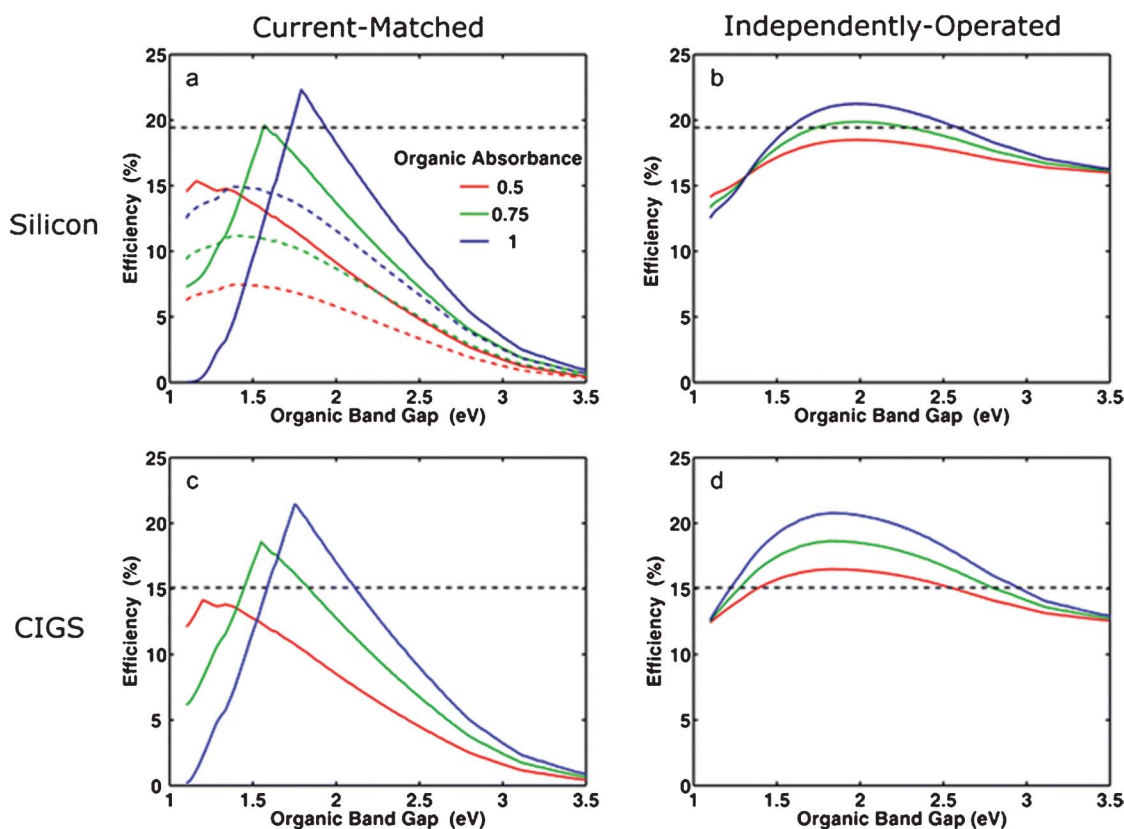 Current-Matched
Independently-Operated
Silicon
CIGS
a
Efficiency (%)
25
20
15
10
5
0
Organic Absorbance
0.5
0.75
1
1 1.5 2 2.5 3 3.5
Organic Band Gap (eV)
b
Efficiency (%)
25
20
15
10
5
0
1 1.5 2 2.5 3 3.5
Organic Band Gap (eV)
c
Efficiency (%)
25
20
15
10
5
0
1 1.5 2 2.5 3 3.5
Organic Band Gap (eV)
d
Efficiency (%)
25
20
15
10
5
0
1 1.5 2 2.5 3 3.5
Organic Band Gap (eV)